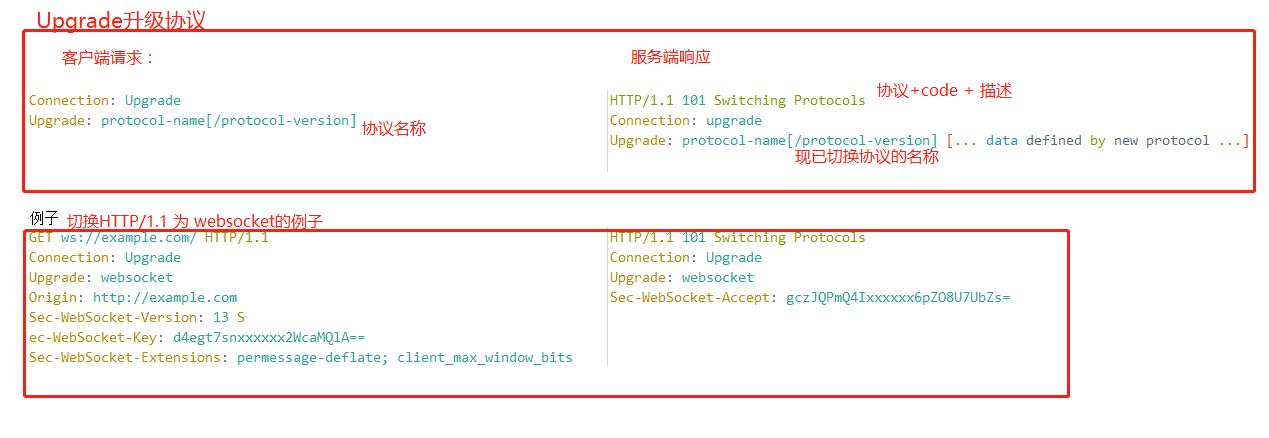 Upgrade升级协议
客户端请求：
服务端响应
Connection: Upgrade
Upgrade: protocol-name[/protocol-version] 协议名称
HTTP/1.1 101 Switching Protocols 协议+code + 描述
Connection: upgrade
Upgrade: protocol-name[/protocol-version] [... data defined by new protocol ...]
现已切换协议的名称
例子 切换HTTP/1.1 为 websocket的例子
GET ws://example.com/ HTTP/1.1
Connection: Upgrade
Upgrade: websocket
Origin: http://example.com
Sec-WebSocket-Version: 13 S
ec-WebSocket-Key: d4egt7snxxxxxx2WcaMQlA==
Sec-WebSocket-Extensions: permessage-deflate; client_max_window_bits
HTTP/1.1 101 Switching Protocols
Connection: Upgrade
Upgrade: websocket
Sec-WebSocket-Accept: gczJQPmQ4Ixxxxxx6pZO8U7UbZs=